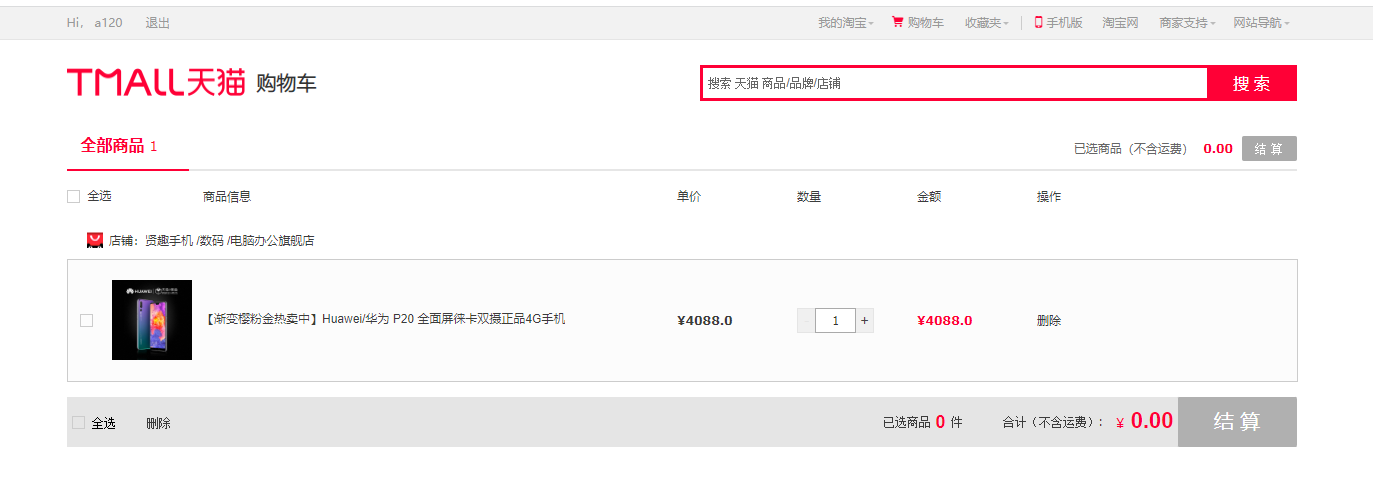 Hi, a120 退出 我的淘宝 购物车 收藏夹 手机版 淘宝网 商家支持 网站导航
TMALL天猫 购物车 搜索 天猫 商品/品牌/店铺 搜 索
全部商品 1 已选商品（不含运费） 0.00 结 算
全选 商品信息 单价 数量 金额 操作
店铺：贤趣手机 /数码 /电脑办公旗舰店
HUAWEI
【渐变樱粉金热卖中】Huawei/华为 P20 全面屏徕卡双摄正品4G手机 ¥4088.0 - 1 + ¥4088.0 删除
全选 删除 已选商品 0 件 合计（不含运费）： ¥ 0.00 结 算